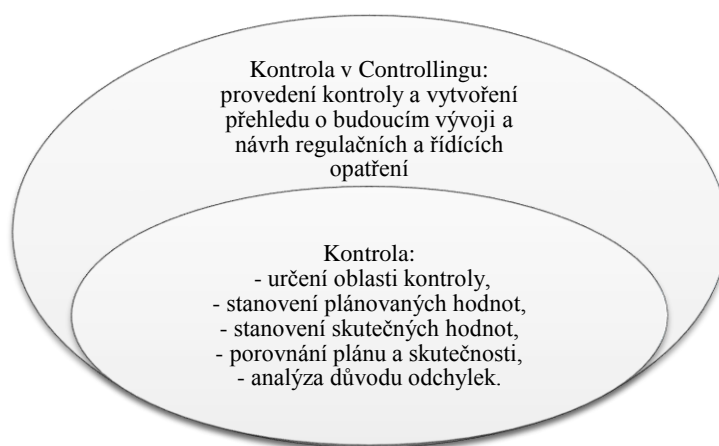 Kontrola v Controllingu:
provedení kontroly a vytvoření
přehledu o budoucím vývoji a
návrh regulačních a řídících
opatření
Kontrola:
- určení oblasti kontroly,
- stanovení plánovaných hodnot,
- stanovení skutečných hodnot,
- porovnání plánu a skutečnosti,
- analýza důvodu odchylek.